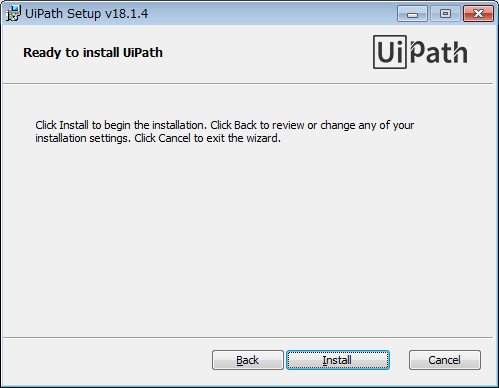 UiPath Setup v18.1.4
Ready to install UiPath
UiPath
Click Install to begin the installation. Click Back to review or change any of your
installation settings. Click Cancel to exit the wizard.
Back
Install
Cancel